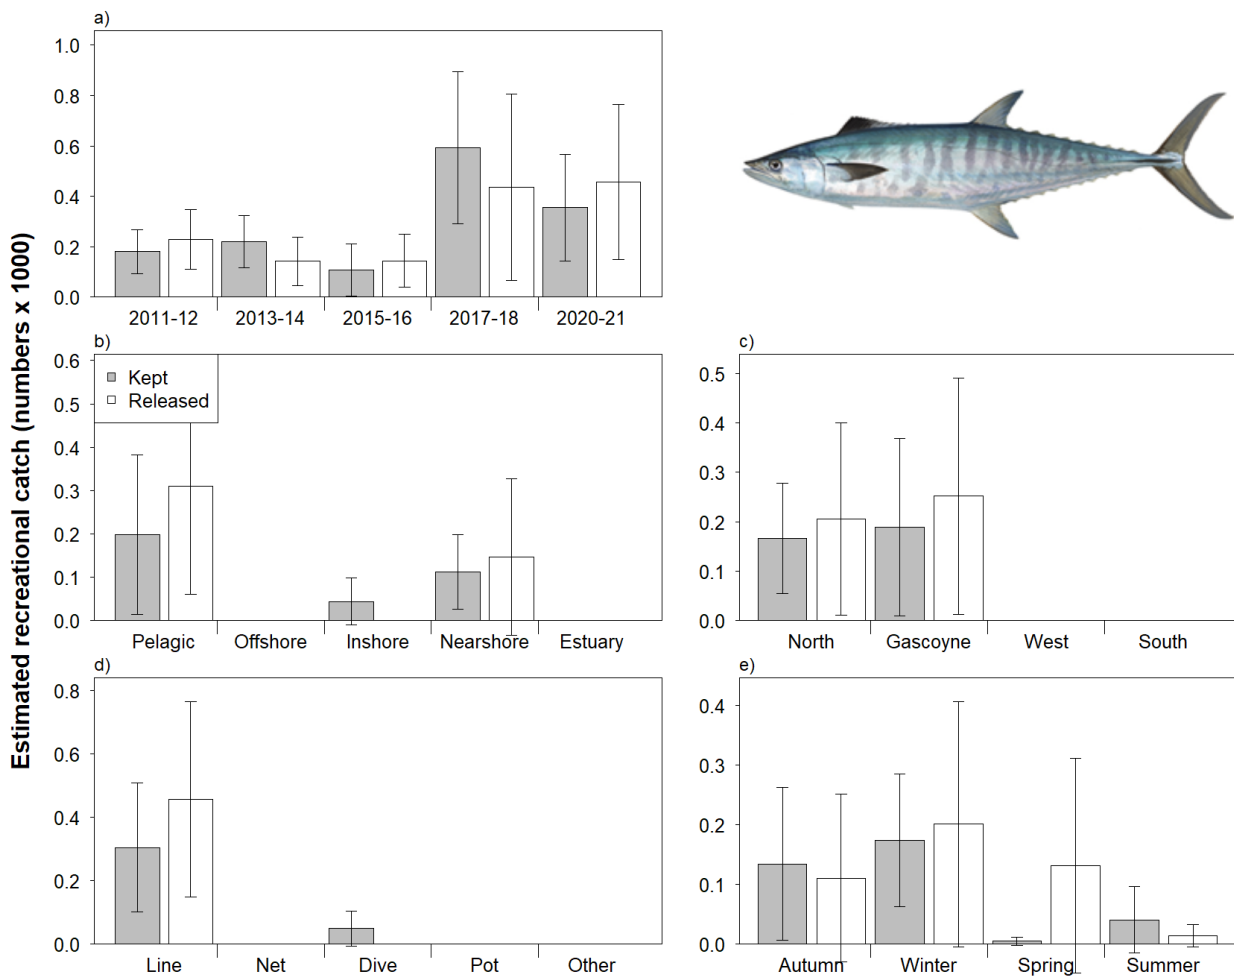 Estimated recreational catch (numbers x 1000)
a)
1.0
0.8
0.6
0.4
0.2
0.0
2011-12 2013-14 2015-16 2017-18 2020-21
b)
0.6
0.5
0.4
0.3
0.2
0.1
0.0
Kept
Released
Pelagic Offshore Inshore Nearshore Estuary
c)
0.5
0.4
0.3
0.2
0.1
0.0
North Gascoyne West South
d)
0.8
0.6
0.4
0.2
0.0
Line Net Dive Pot Other
e)
0.4
0.3
0.2
0.1
0.0
Autumn Winter Spring Summer